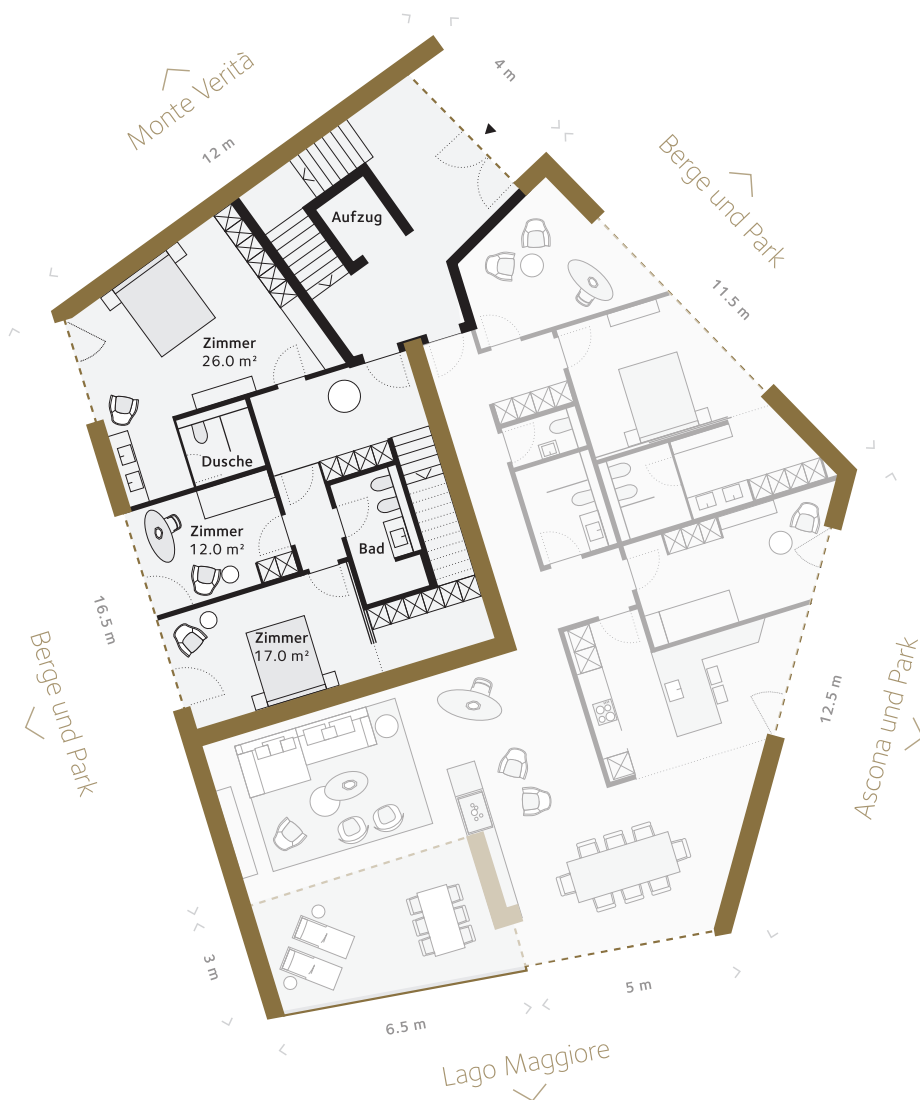 Monte Verità
12 m
4 m
Berge und Park
11.5 m
Aufzug
Zimmer
26.0 m²
Dusche
Zimmer
12.0 m²
Bad
Zimmer
17.0 m²
16.5 m
Berge und Park
12.5 m
Ascona und Park
3 m
6.5 m
5 m
Lago Maggiore